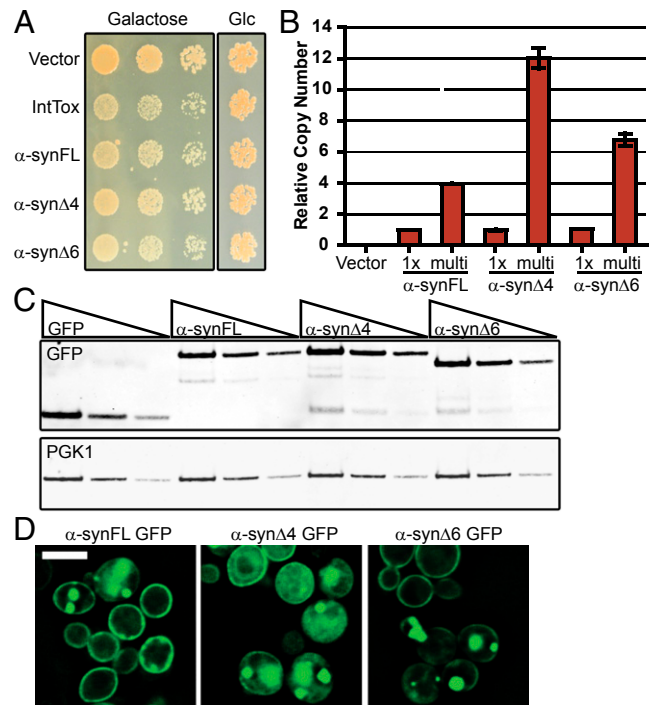 A
Galactose
Glc
Vector
IntTox
α-synFL
α-synΔ4
α-synΔ6
B
Relative Copy Number
14
12
10
8
6
4
2
0
Vector
1x multi
1x multi
1x multi
α-synFL
α-synΔ4
α-synΔ6
C
GFP
α-synFL
α-synΔ4
α-synΔ6
GFP
PGK1
D
α-synFL GFP
α-synΔ4 GFP
α-synΔ6 GFP